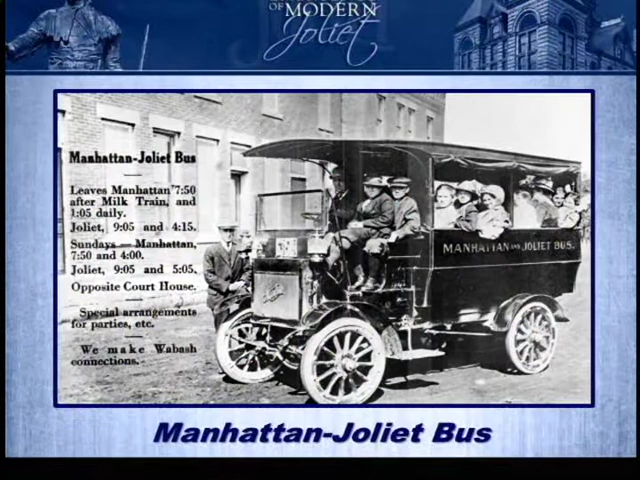 OF MODERN
Joliet
Manhattan-Joliet Bus
Leaves Manhattan 7:50
after Milk Train, and
1:05 daily.
Joliet, 9:05 and 4:15.
Sundays — Manhattan,
7:50 and 4:00.
Joliet, 9:05 and 5:05.
Opposite Court House.
Special arrangements
for parties, etc.
We make Wabash
connections.
MANHATTAN AND JOLIET BUS.
Manhattan-Joliet Bus